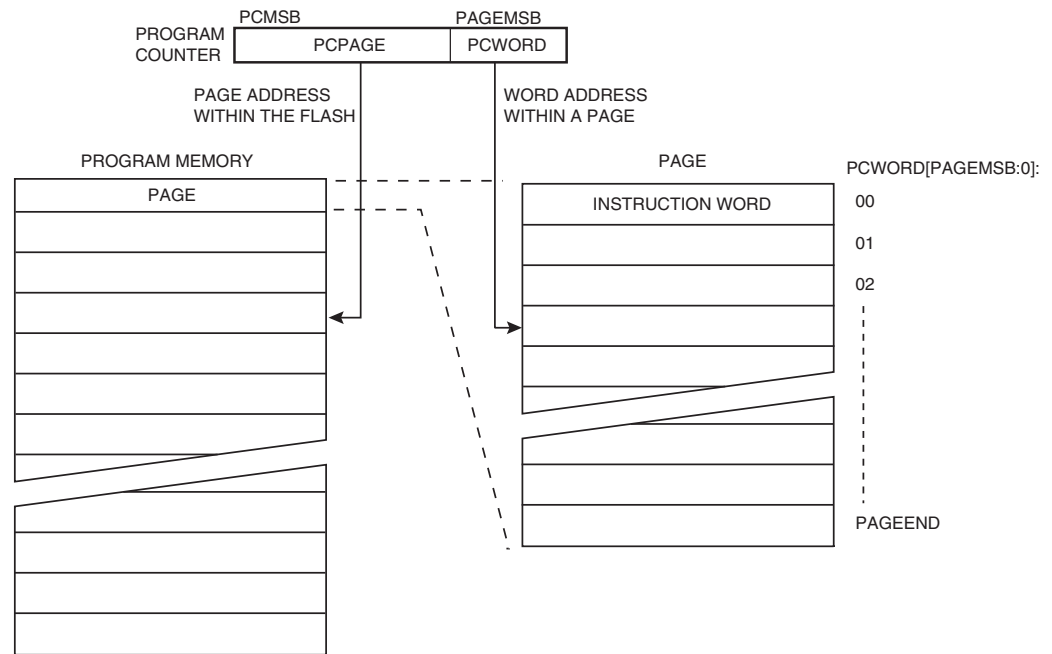 PCMSB PAGEMSB
PROGRAM
COUNTER
PCPAGE PCWORD
PAGE ADDRESS
WITHIN THE FLASH
WORD ADDRESS
WITHIN A PAGE
PROGRAM MEMORY
PAGE
PAGE
INSTRUCTION WORD
PCWORD[PAGEMSB:0]:
00
01
02
PAGEEND